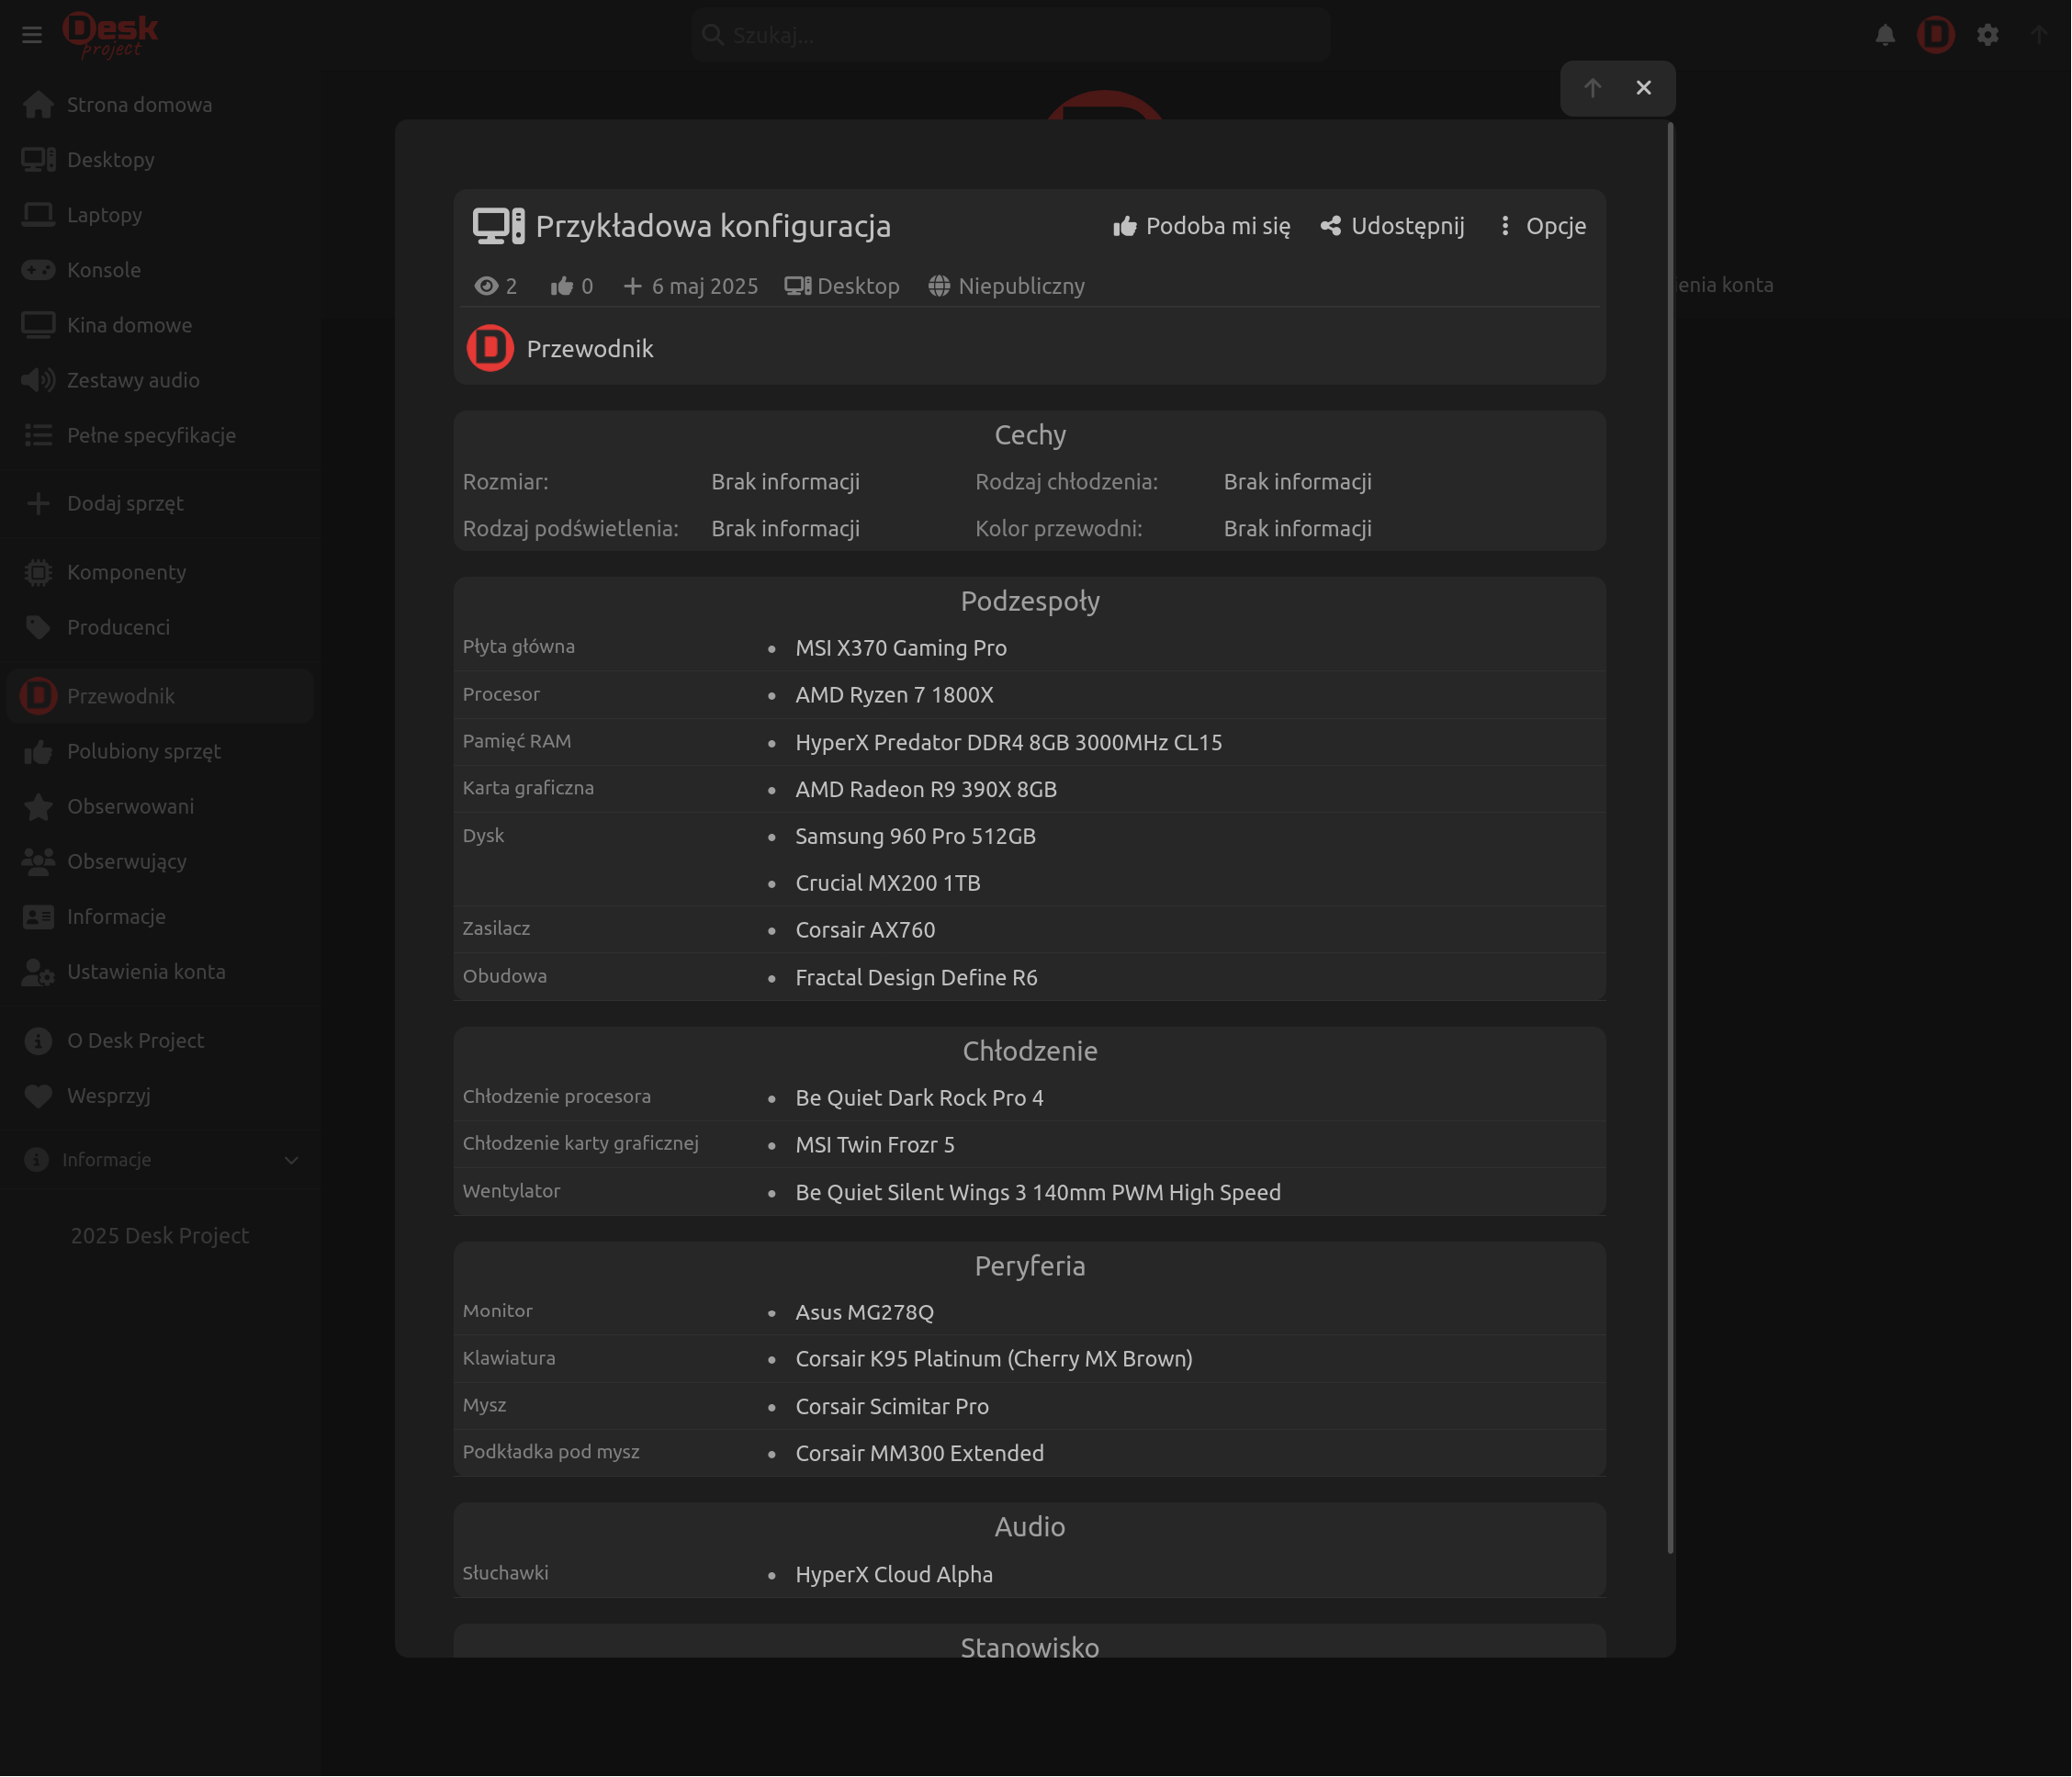 Desk
project
Szukaj...
Strona domowa
Desktopy
Laptopy
Konsole
Kina domowe
Zestawy audio
Pełne specyfikacje
Dodaj sprzęt
Komponenty
Producenci
Przewodnik
Polubiony sprzęt
Obserwowani
Obserwujący
Informacje
Ustawienia konta
O Desk Project
Wesprzyj
Informacje
2025 Desk Project
ienia konta
Przykładowa konfiguracja
Podoba mi się
Udostępnij
Opcje
2 0 6 maj 2025 Desktop Niepubliczny
Przewodnik
Cechy
Rozmiar: Brak informacji Rodzaj chłodzenia: Brak informacji
Rodzaj podświetlenia: Brak informacji Kolor przewodni: Brak informacji
Podzespoły
Płyta główna • MSI X370 Gaming Pro
Procesor • AMD Ryzen 7 1800X
Pamięć RAM • HyperX Predator DDR4 8GB 3000MHz CL15
Karta graficzna • AMD Radeon R9 390X 8GB
Dysk • Samsung 960 Pro 512GB
• Crucial MX200 1TB
Zasilacz • Corsair AX760
Obudowa • Fractal Design Define R6
Chłodzenie
Chłodzenie procesora • Be Quiet Dark Rock Pro 4
Chłodzenie karty graficznej • MSI Twin Frozr 5
Wentylator • Be Quiet Silent Wings 3 140mm PWM High Speed
Peryferia
Monitor • Asus MG278Q
Klawiatura • Corsair K95 Platinum (Cherry MX Brown)
Mysz • Corsair Scimitar Pro
Podkładka pod mysz • Corsair MM300 Extended
Audio
Słuchawki • HyperX Cloud Alpha
Stanowisko